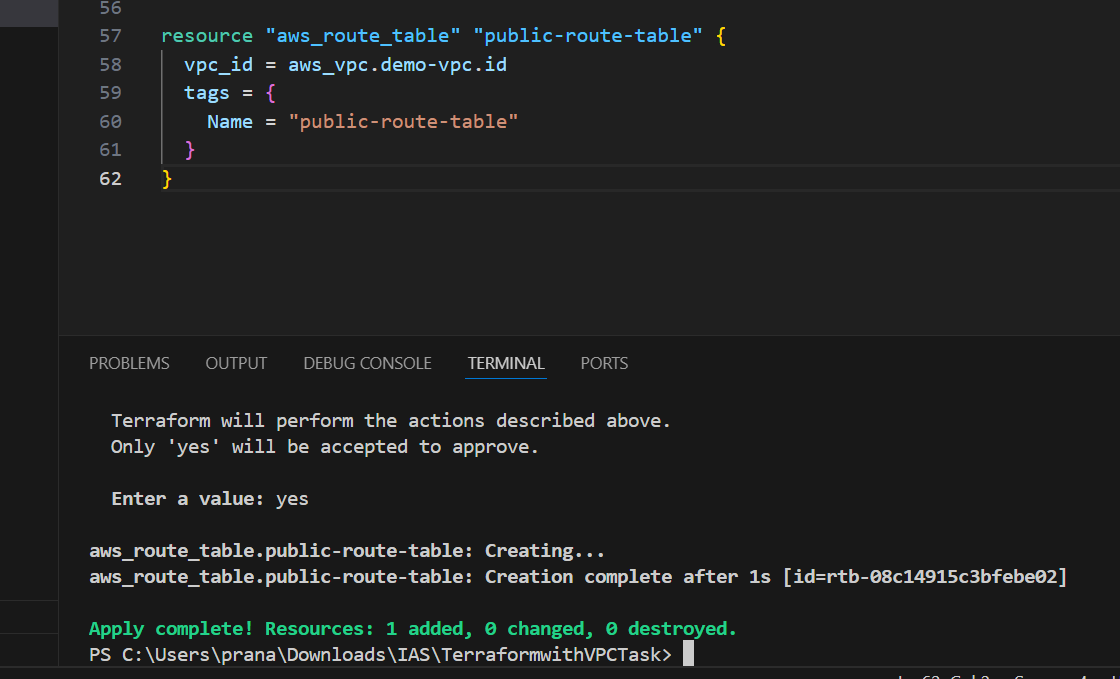 56
57 resource "aws_route_table" "public-route-table" {
58 vpc_id = aws_vpc.demo-vpc.id
59 tags = {
60 Name = "public-route-table"
61 }
62 }
PROBLEMS OUTPUT DEBUG CONSOLE TERMINAL PORTS
Terraform will perform the actions described above.
Only 'yes' will be accepted to approve.
Enter a value: yes
aws_route_table.public-route-table: Creating...
aws_route_table.public-route-table: Creation complete after 1s [id=rtb-08c14915c3bfebe02]
Apply complete! Resources: 1 added, 0 changed, 0 destroyed.
PS C:\Users\prana\Downloads\IAS\TerraformwithVPCTask>